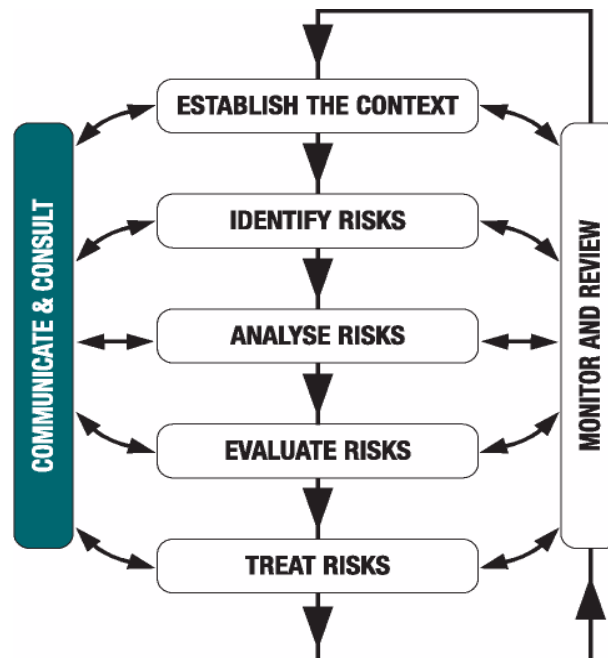 ESTABLISH THE CONTEXT
IDENTIFY RISKS
ANALYSE RISKS
EVALUATE RISKS
TREAT RISKS
COMMUNICATE & CONSULT
MONITOR AND REVIEW